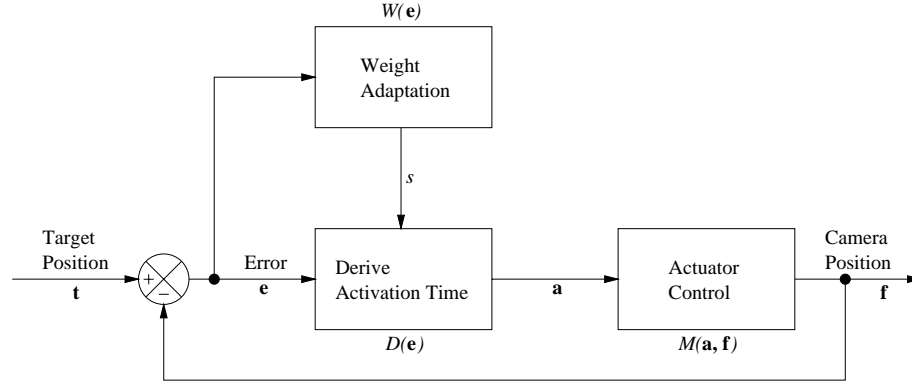 W(e)
Weight
Adaptation
s
Target
Position
t
+
−
Error
e
Derive
Activation Time
D(e)
a
Actuator
Control
M(a, f)
Camera
Position
f